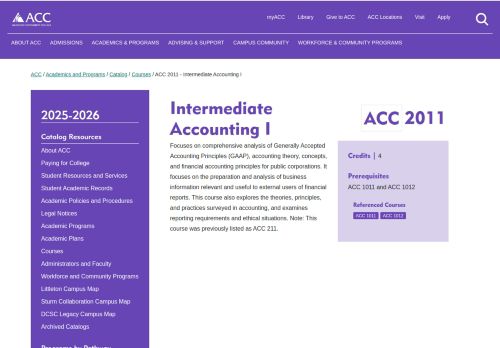 myACC Library Give to ACC ACC Locations Visit Apply
ACC
ABOUT ACC ADMISSIONS ACADEMICS & PROGRAMS ADVISING & SUPPORT CAMPUS COMMUNITY WORKFORCE & COMMUNITY PROGRAMS
ACC / Academics and Programs / Catalog / Courses / ACC 2011 - Intermediate Accounting I
2025-2026
Catalog Resources
About ACC
Paying for College
Student Resources and Services
Student Academic Records
Academic Policies and Procedures
Legal Notices
Academic Programs
Academic Plans
Courses
Administrators and Faculty
Workforce and Community Programs
Littleton Campus Map
Sturm Collaboration Campus Map
DCSC Legacy Campus Map
Archived Catalogs
Programs by Pathway
Intermediate
Accounting I
Focuses on comprehensive analysis of Generally Accepted
Accounting Principles (GAAP), accounting theory, concepts,
and financial accounting principles for public corporations. It
focuses on the preparation and analysis of business
information relevant and useful to external users of financial
reports. This course also explores the theories, principles,
and practices surveyed in accounting, and examines
reporting requirements and ethical situations. Note: This
course was previously listed as ACC 211.
ACC 2011
Credits | 4
Prerequisites
ACC 1011 and ACC 1012
Referenced Courses
ACC 1011 ACC 1012